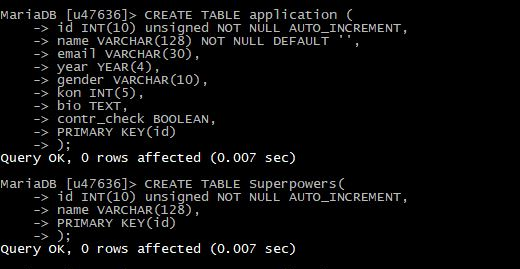 MariaDB [u47636]> CREATE TABLE application (
-> id INT(10) unsigned NOT NULL AUTO_INCREMENT,
-> name VARCHAR(128) NOT NULL DEFAULT '',
-> email VARCHAR(30),
-> year YEAR(4),
-> gender VARCHAR(10),
-> kon INT(5),
-> bio TEXT,
-> contr_check BOOLEAN,
-> PRIMARY KEY(id)
-> );
Query OK, 0 rows affected (0.007 sec)
MariaDB [u47636]> CREATE TABLE Superpowers(
-> id INT(10) unsigned NOT NULL AUTO_INCREMENT,
-> name VARCHAR(128),
-> PRIMARY KEY(id)
-> );
Query OK, 0 rows affected (0.007 sec)